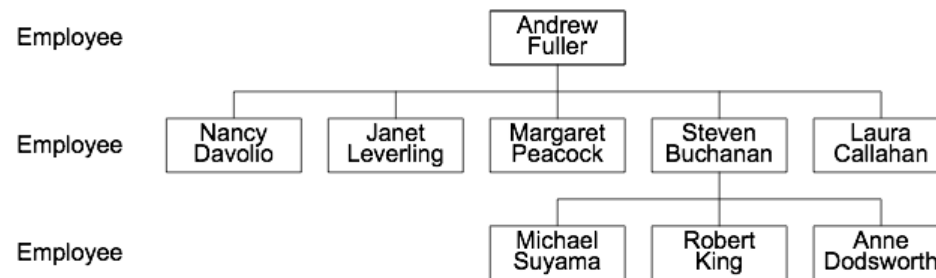 Employee
Andrew
Fuller
Employee
Nancy
Davolio
Janet
Leverling
Margaret
Peacock
Steven
Buchanan
Laura
Callahan
Employee
Michael
Suyama
Robert
King
Anne
Dodsworth